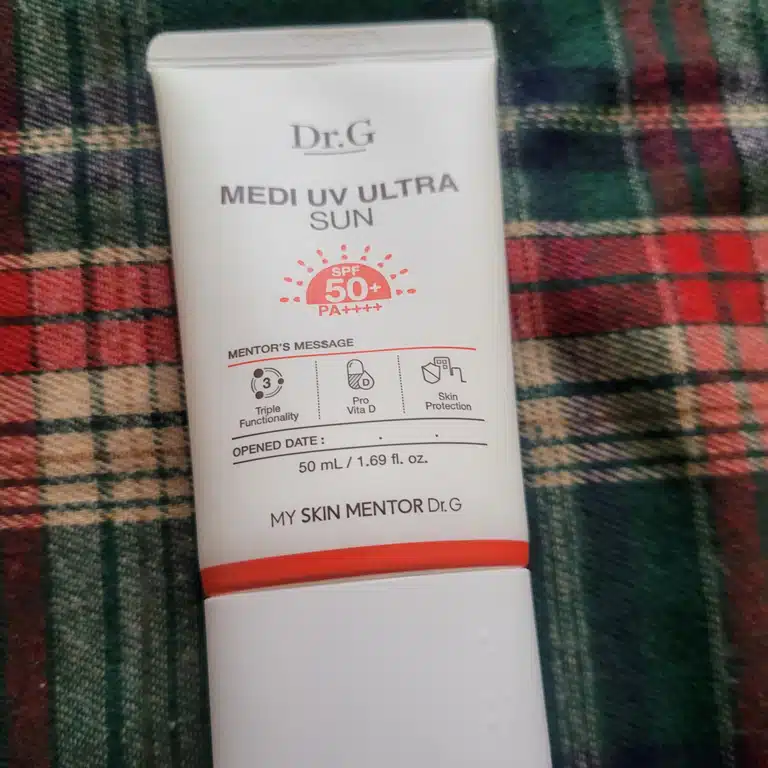 Dr.G
MEDI UV ULTRA
SUN
SPF
50+
PA++++
MENTOR'S MESSAGE
3
Triple
Functionality
D
Pro
Vita D
Skin
Protection
OPENED DATE : . .
50 mL / 1.69 fl. oz.
MY SKIN MENTOR Dr.G